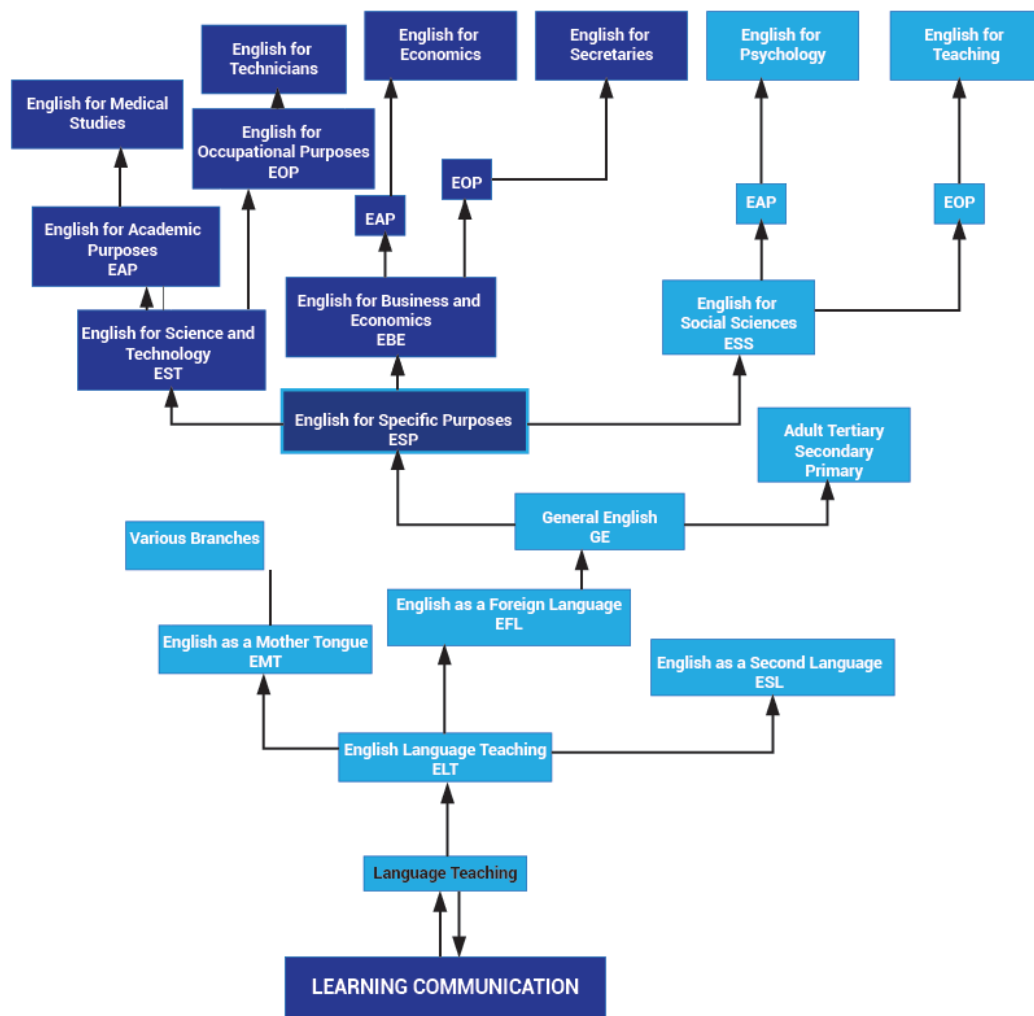 English for
Technicians
English for
Economics
English for
Secretaries
English for
Psychology
English for
Teaching
English for Medical
Studies
English for
Occupational Purposes
EOP
EOP
EAP
EAP
EOP
English for Academic
Purposes
EAP
English for Business and
Economics
EBE
English for
Social Sciences
ESS
English for Science and
Technology
EST
English for Specific Purposes
ESP
Adult Tertiary
Secondary
Primary
General English
GE
Various Branches
English as a Foreign Language
EFL
English as a Mother Tongue
EMT
English as a Second Language
ESL
English Language Teaching
ELT
Language Teaching
LEARNING COMMUNICATION